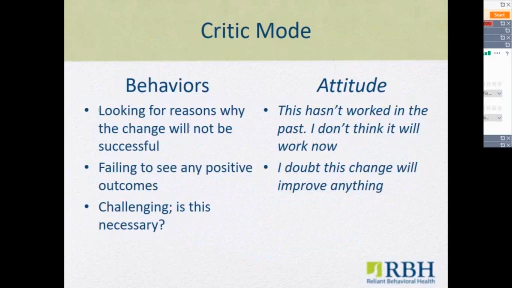 Critic Mode
Behaviors
• Looking for reasons why
the change will not be
successful
• Failing to see any positive
outcomes
• Challenging; is this
necessary?
Attitude
• This hasn't worked in the
past. I don't think it will
work now
• I doubt this change will
improve anything
RBH
Reliant Behavioral Health
Start